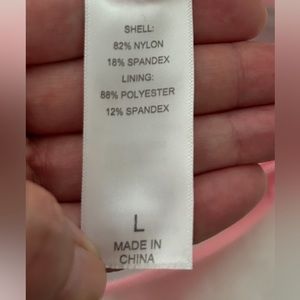 SHELL:
82% NYLON
18% SPANDEX
LINING:
88% POLYESTER
12% SPANDEX
L
MADE IN
CHINA